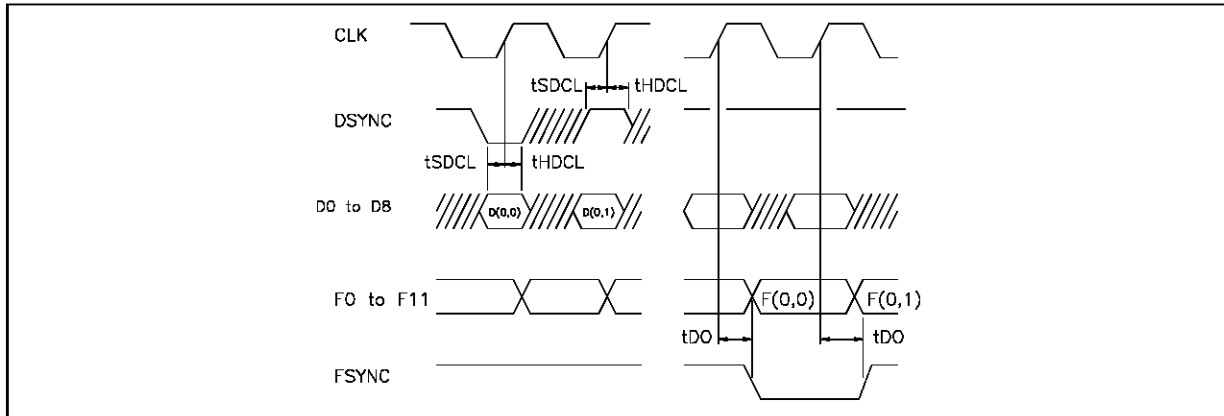 CLK
tSDCL tHDCL
DSYNC
tSDCL tHDCL
D0 to D8 D(0,0) D(0,1)
F0 to F11 F(0,0) F(0,1)
tDO tDO
FSYNC